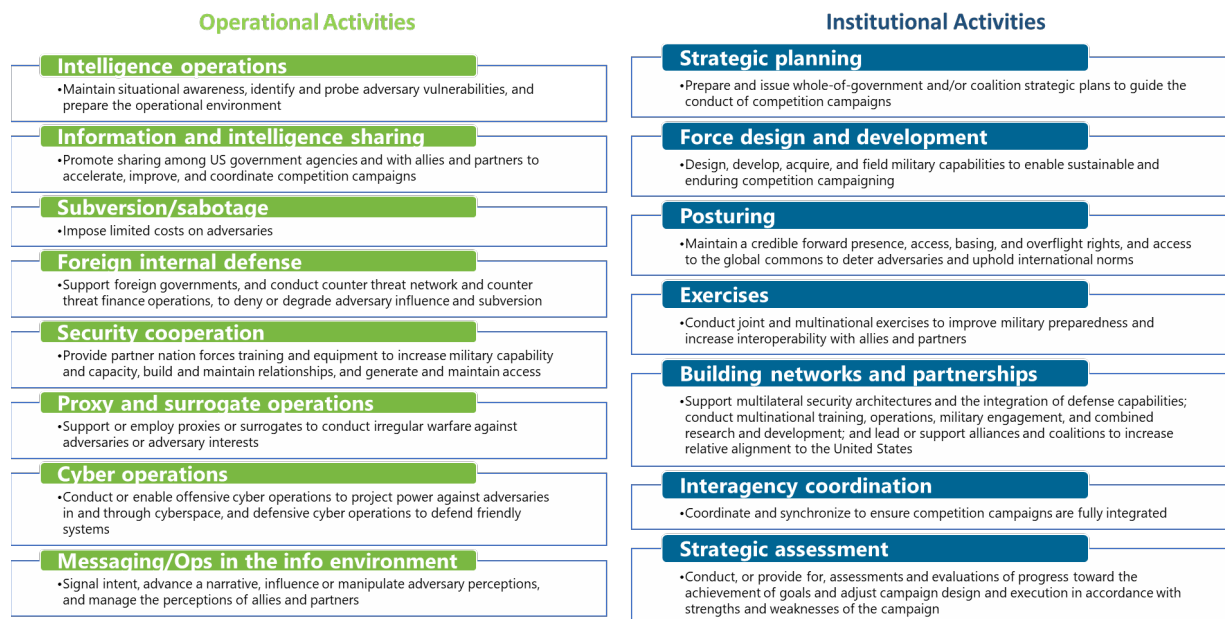 Operational Activities
Intelligence operations
•Maintain situational awareness, identify and probe adversary vulnerabilities, and
prepare the operational environment
Information and intelligence sharing
•Promote sharing among US government agencies and with allies and partners to
accelerate, improve, and coordinate competition campaigns
Subversion/sabotage
•Impose limited costs on adversaries
Foreign internal defense
•Support foreign governments, and conduct counter threat network and counter
threat finance operations, to deny or degrade adversary influence and subversion
Security cooperation
•Provide partner nation forces training and equipment to increase military capability
and capacity, build and maintain relationships, and generate and maintain access
Proxy and surrogate operations
•Support or employ proxies or surrogates to conduct irregular warfare against
adversaries or adversary interests
Cyber operations
•Conduct or enable offensive cyber operations to project power against adversaries
in and through cyberspace, and defensive cyber operations to defend friendly
systems
Messaging/Ops in the info environment
•Signal intent, advance a narrative, influence or manipulate adversary perceptions,
and manage the perceptions of allies and partners
Institutional Activities
Strategic planning
•Prepare and issue whole-of-government and/or coalition strategic plans to guide the
conduct of competition campaigns
Force design and development
•Design, develop, acquire, and field military capabilities to enable sustainable and
enduring competition campaigning
Posturing
•Maintain a credible forward presence, access, basing, and overflight rights, and access
to the global commons to deter adversaries and uphold international norms
Exercises
•Conduct joint and multinational exercises to improve military preparedness and
increase interoperability with allies and partners
Building networks and partnerships
•Support multilateral security architectures and the integration of defense capabilities;
conduct multinational training, operations, military engagement, and combined
research and development; and lead or support alliances and coalitions to increase
relative alignment to the United States
Interagency coordination
•Coordinate and synchronize to ensure competition campaigns are fully integrated
Strategic assessment
•Conduct, or provide for, assessments and evaluations of progress toward the
achievement of goals and adjust campaign design and execution in accordance with
strengths and weaknesses of the campaign